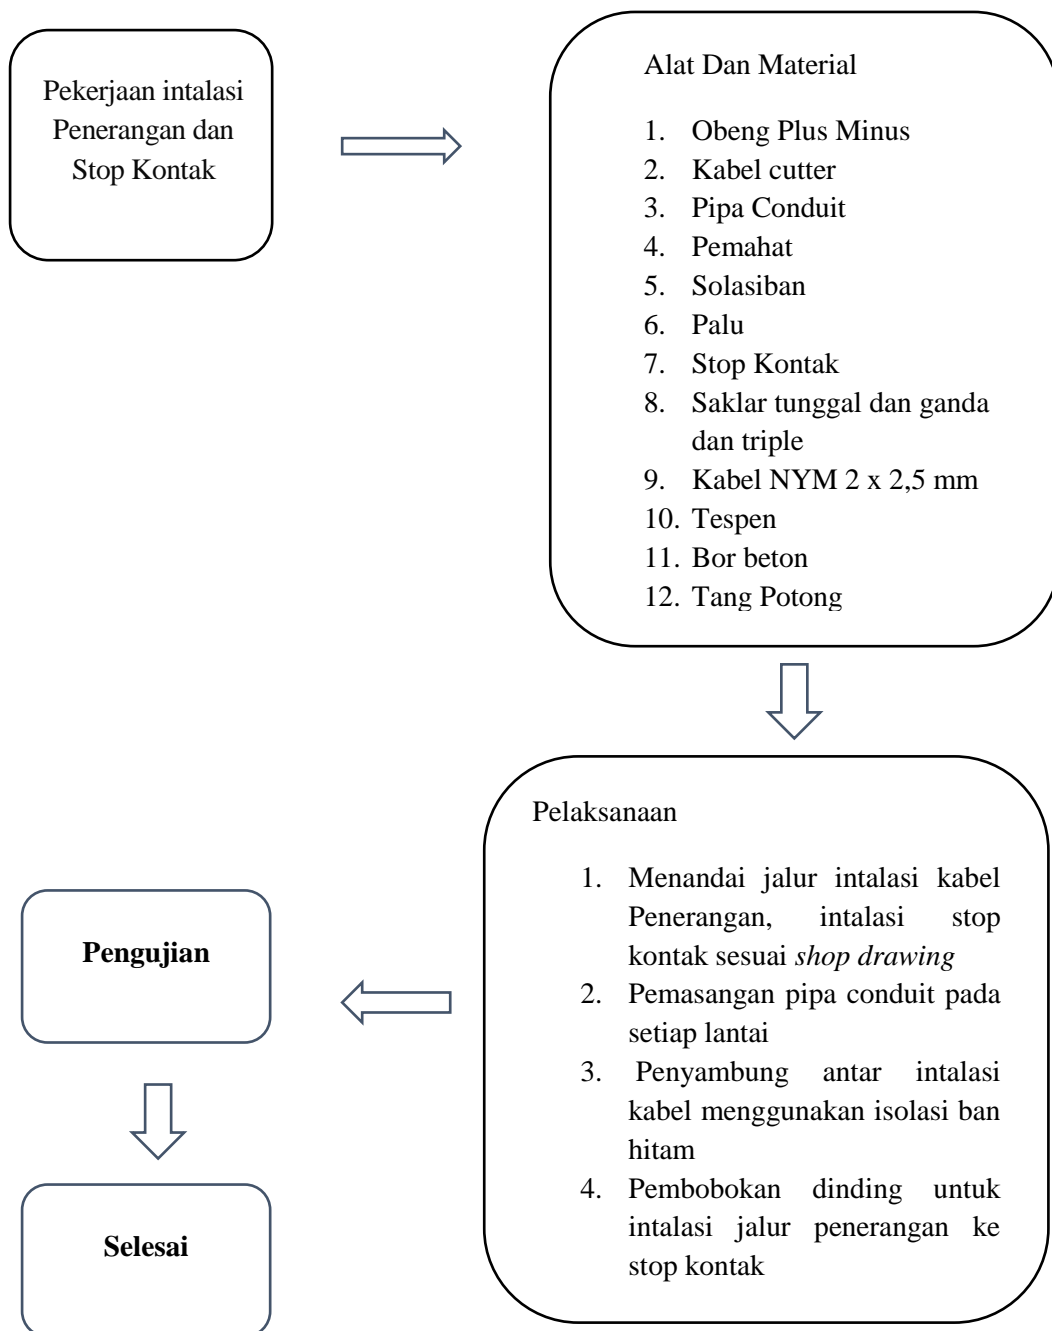 Pekerjaan intalasi
Penerangan dan
Stop Kontak
Alat Dan Material
1. Obeng Plus Minus
2. Kabel cutter
3. Pipa Conduit
4. Pemahat
5. Solasiban
6. Palu
7. Stop Kontak
8. Saklar tunggal dan ganda
dan triple
9. Kabel NYM 2 x 2,5 mm
10. Tespen
11. Bor beton
12. Tang Potong
Pelaksanaan
1. Menandai jalur intalasi kabel
Penerangan, intalasi stop
kontak sesuai shop drawing
2. Pemasangan pipa conduit pada
setiap lantai
3. Penyambung antar intalasi
kabel menggunakan isolasi ban
hitam
4. Pembobokan dinding untuk
intalasi jalur penerangan ke
stop kontak
Pengujian
Selesai